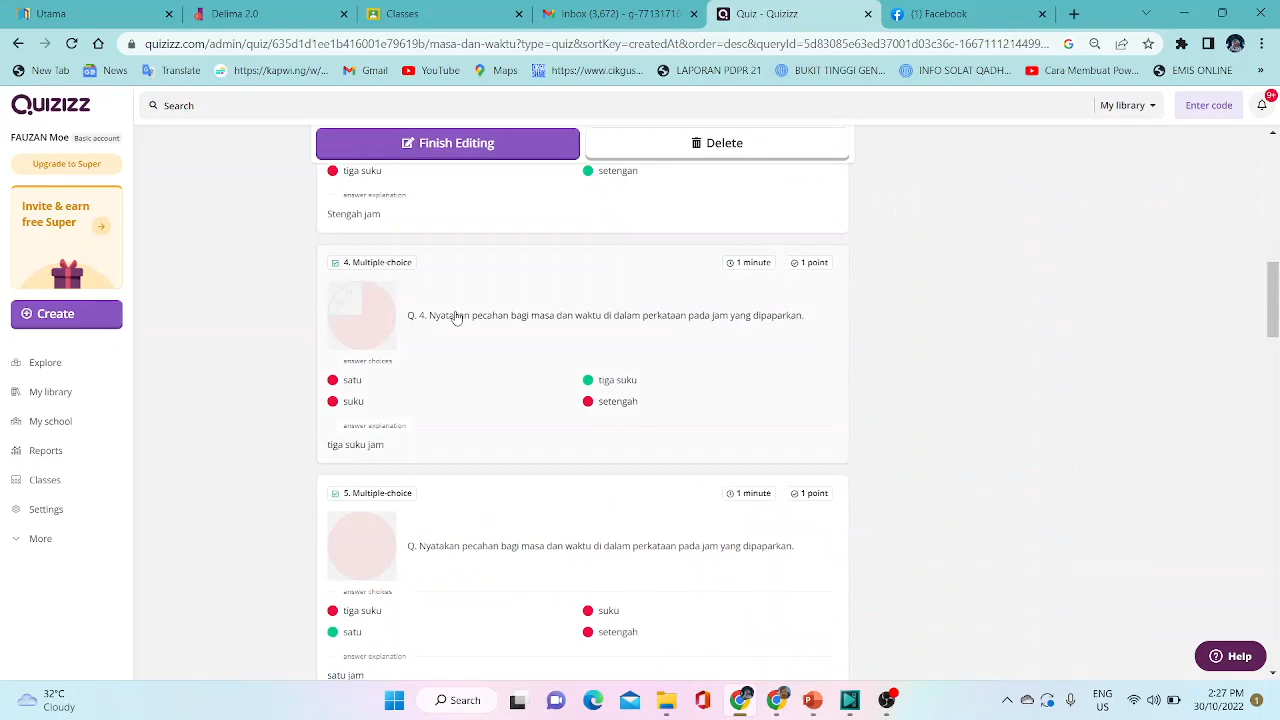 Utama
Delima 2.0
Classes
Inbox (3,672) - g-77131716
Quiz - Quizizz
(1) Facebook
quizizz.com/admin/quiz/635d1d1ee1b416001e79619b/masa-dan-waktu?type=quiz&sortKey=createdAt&order=desc&queryId=5d83085e63ed37001d03c36c-1667111214499...
New Tab
News
Translate
https://kapwing/w/...
Gmail
YouTube
Maps
https://www.cikgus...
LAPORAN PDPR 21
BUKIT TINGGI GEN...
INFO SOLAT QADH...
Cara Membuat Pow...
EMIS ONLINE
»
QUIZIZZ
Search
My library
Enter code
9+
FAUZAN Moe
Basic account
Upgrade to Super
Invite & earn
free Super
Create
Explore
My library
My school
Reports
Classes
Settings
More
Finish Editing
Delete
tiga suku
setengan
answer explanation
Stengah jam
4. Multiple-choice
1 minute
1 point
Q. 4. Nyatakan pecahan bagi masa dan waktu di dalam perkataan pada jam yang dipaparkan.
answer choices
satu
tiga suku
suku
setengah
answer explanation
tiga suku jam
5. Multiple-choice
1 minute
1 point
Q. Nyatakan pecahan bagi masa dan waktu di dalam perkataan pada jam yang dipaparkan.
answer choices
tiga suku
suku
satu
setengah
answer explanation
satu jam
Help
32°C
Cloudy
Search
ENG
US
2:27 PM
30/10/2022
1